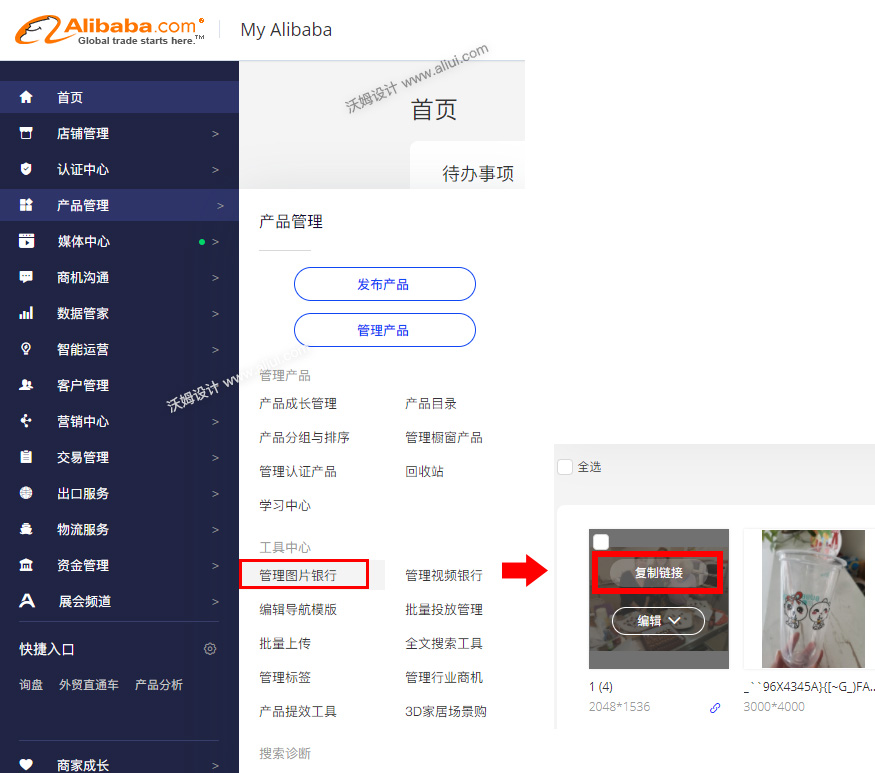 Alibaba.com
Global trade starts here.™
My Alibaba
沃姆设计 www.aliui.com
首页
待办事项
首页
店铺管理
认证中心
产品管理
媒体中心
商机沟通
数据管家
智能运营
客户管理
营销中心
交易管理
出口服务
物流服务
资金管理
展会频道
快捷入口
询盘 外贸直通车 产品分析
商家成长
产品管理
发布产品
管理产品
沃姆设计 www.aliui.com
管理产品
产品成长管理 产品目录
产品分组与排序 管理橱窗产品
管理认证产品 回收站
学习中心
工具中心
管理图片银行 管理视频银行
编辑导航模版 批量投放管理
批量上传 全文搜索工具
管理标签 管理行业商机
产品提效工具 3D家居场景购
搜索诊断
全选
复制链接
编辑
1 (4)
2048*1536
_``96X4345A}{[~G_)FA...
3000*4000